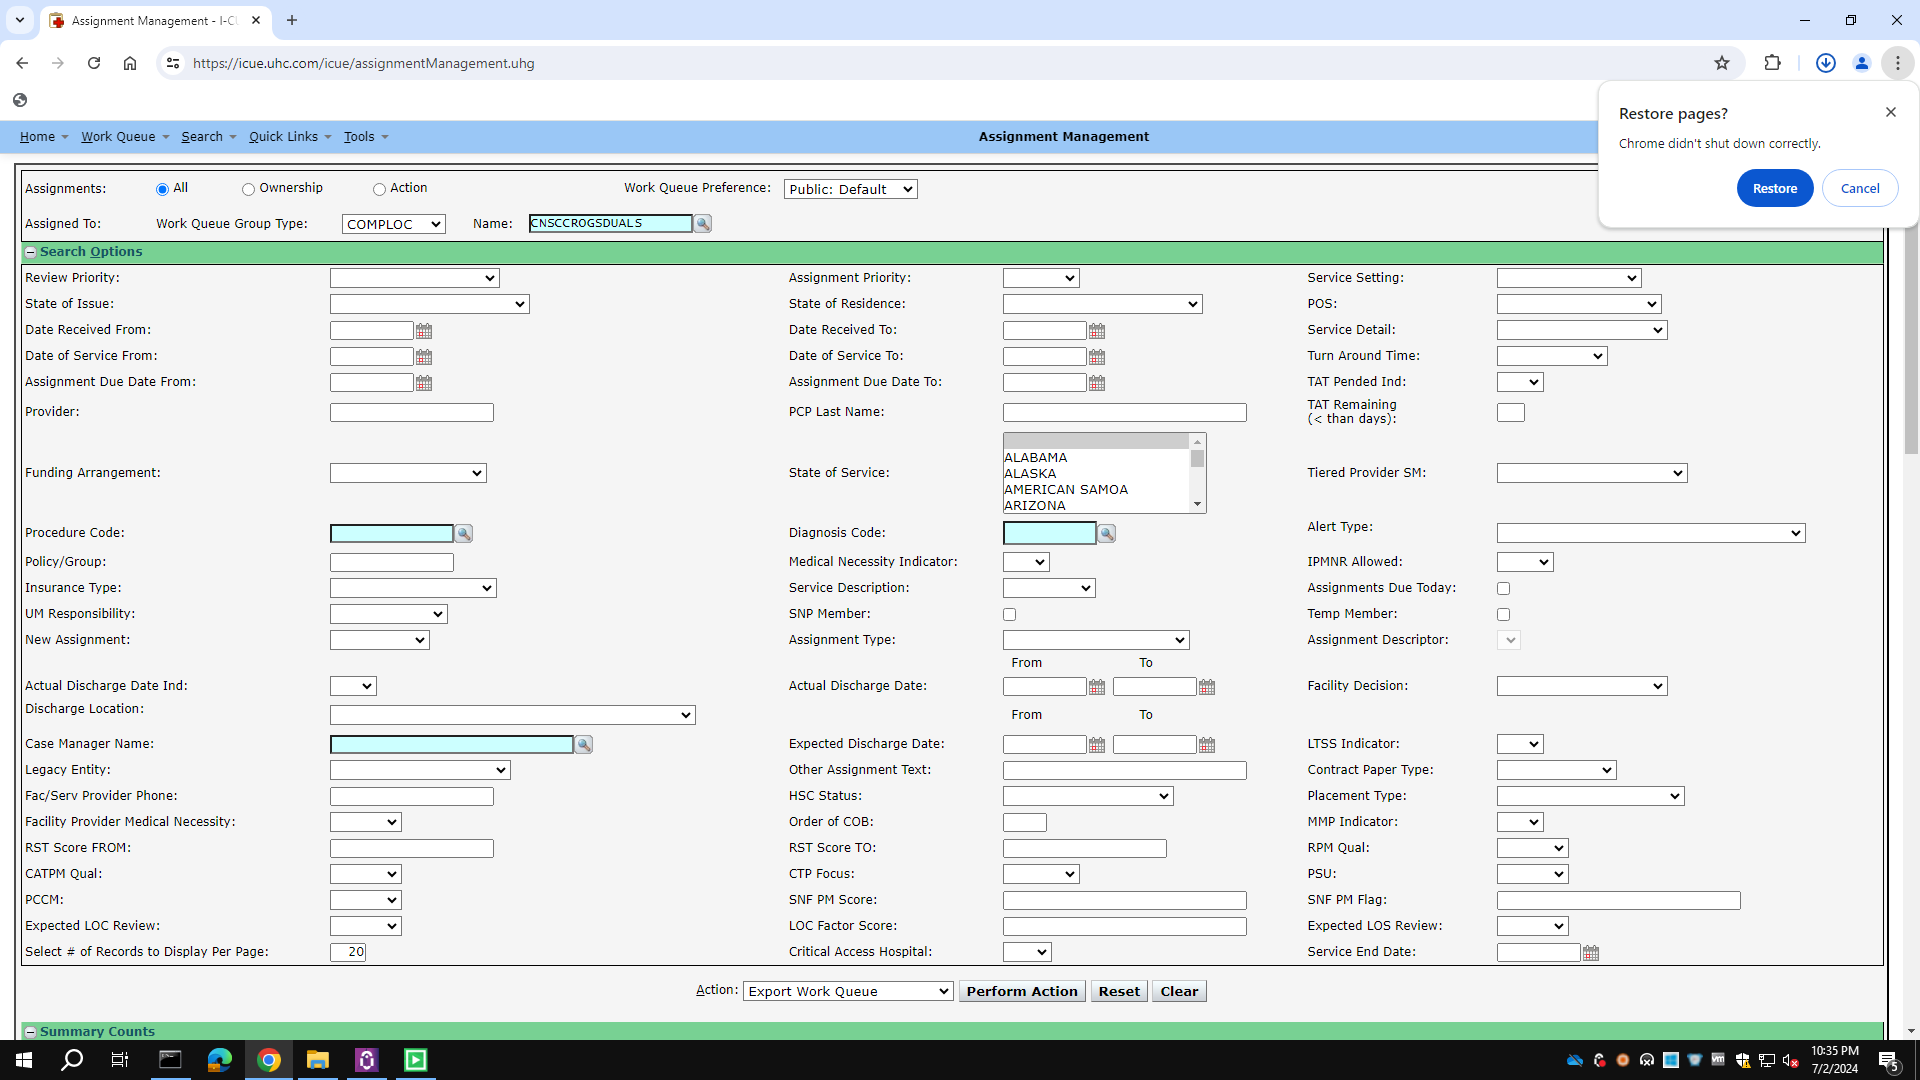 Assignment Management - I-CU
https://icue.uhc.com/icue/assignmentManagement.uhg
Restore pages?
Chrome didn't shut down correctly.
Restore Cancel
Home Work Queue Search Quick Links Tools Assignment Management
Assignments: All Ownership Action Work Queue Preference: Public: Default
Assigned To: Work Queue Group Type: COMPLOC Name: CNSCCROGSDUALS
Search Options
Review Priority: Assignment Priority: Service Setting:
State of Issue: State of Residence: POS:
Date Received From: Date Received To: Service Detail:
Date of Service From: Date of Service To: Turn Around Time:
Assignment Due Date From: Assignment Due Date To: TAT Pended Ind:
Provider: PCP Last Name: TAT Remaining
(< than days):
Funding Arrangement: State of Service: Tiered Provider SM:
ALABAMA
ALASKA
AMERICAN SAMOA
ARIZONA
Procedure Code: Diagnosis Code: Alert Type:
Policy/Group: Medical Necessity Indicator: IPMNR Allowed:
Insurance Type: Service Description: Assignments Due Today:
UM Responsibility: SNP Member: Temp Member:
New Assignment: Assignment Type: Assignment Descriptor:
From To
Actual Discharge Date Ind: Actual Discharge Date: Facility Decision:
Discharge Location:
From To
Case Manager Name: Expected Discharge Date: LTSS Indicator:
Legacy Entity: Other Assignment Text: Contract Paper Type:
Fac/Serv Provider Phone: HSC Status: Placement Type:
Facility Provider Medical Necessity: Order of COB: MMP Indicator:
RST Score FROM: RST Score TO: RPM Qual:
CATPM Qual: CTP Focus: PSU:
PCCM: SNF PM Score: SNF PM Flag:
Expected LOC Review: LOC Factor Score: Expected LOS Review:
Select # of Records to Display Per Page: 20 Critical Access Hospital: Service End Date:
Action: Export Work Queue Perform Action Reset Clear
Summary Counts
10:35 PM
7/2/2024
5